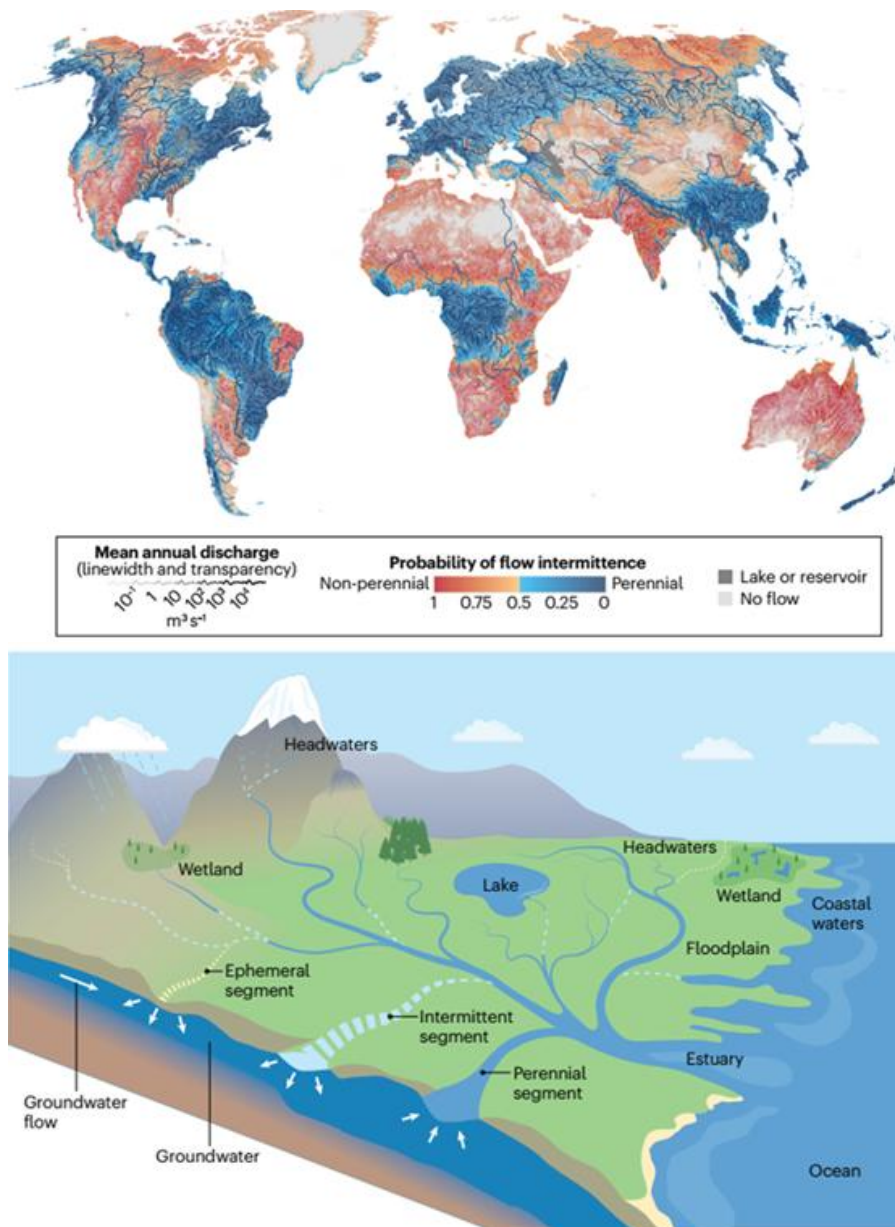 Mean annual discharge
(linewidth and transparency)
10⁻¹ 1 10 10² 10³ 10⁴
m³ s⁻¹
Probability of flow intermittence
Non-perennial Perennial
1 0.75 0.5 0.25 0
Lake or reservoir
No flow
Headwaters
Wetland
Lake
Headwaters
Wetland
Coastal
waters
Floodplain
Ephemeral
segment
Intermittent
segment
Perennial
segment
Estuary
Groundwater
flow
Groundwater
Ocean